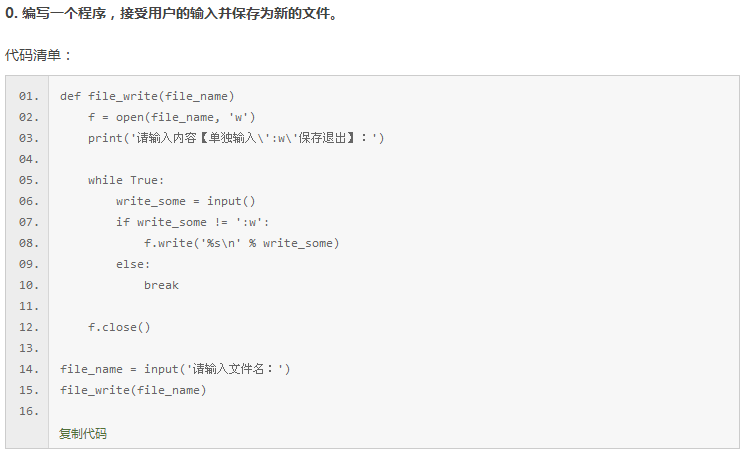 0. 编写一个程序，接受用户的输入并保存为新的文件。
代码清单：
01. def file_write(file_name)
02.     f = open(file_name, 'w')
03.     print('请输入内容【单独输入\':w\'保存退出】：')
04.
05.     while True:
06.         write_some = input()
07.         if write_some != ':w':
08.             f.write('%s\n' % write_some)
09.         else:
10.             break
11.
12.     f.close()
13.
14. file_name = input('请输入文件名：')
15. file_write(file_name)
16.
复制代码